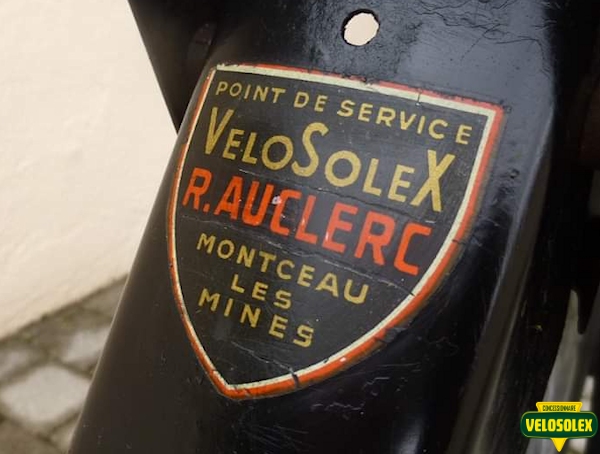 POINT DE SERVICE
VELOSOLEX
R.AUCLERC
MONTCEAU
LES
MINES
CONCESSIONNAIRE
VELOSOLEX